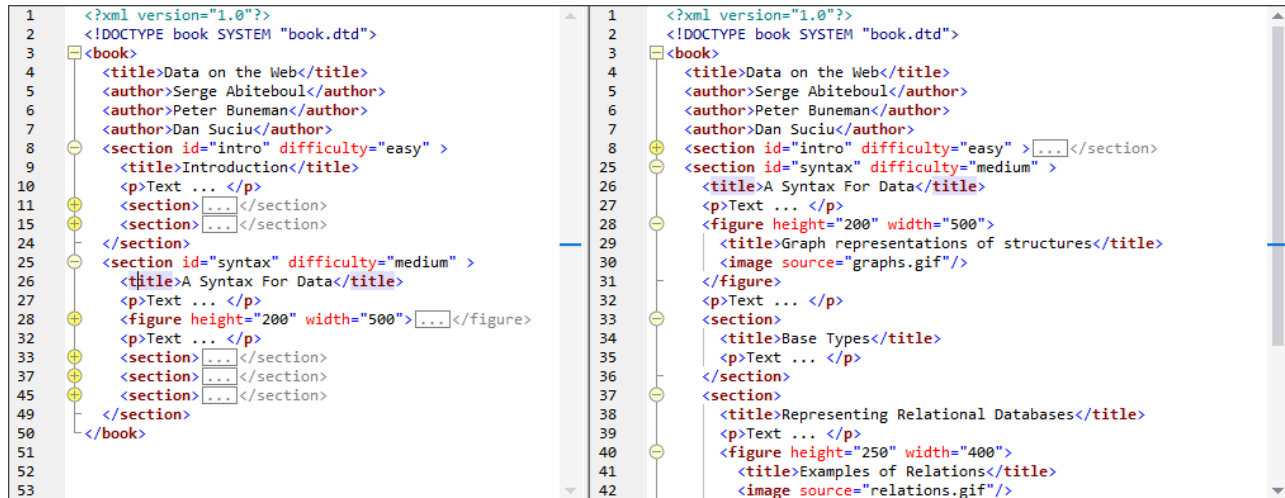 1 <?xml version="1.0"?>
2 <!DOCTYPE book SYSTEM "book.dtd">
3 <book>
4 <title>Data on the Web</title>
5 <author>Serge Abiteboul</author>
6 <author>Peter Buneman</author>
7 <author>Dan Suciu</author>
8 <section id="intro" difficulty="easy" >
9 <title>Introduction</title>
10 <p>Text ... </p>
11 <section>...</section>
15 <section>...</section>
24 </section>
25 <section id="syntax" difficulty="medium" >
26 <title>A Syntax For Data</title>
27 <p>Text ... </p>
28 <figure height="200" width="500">...</figure>
32 <p>Text ... </p>
33 <section>...</section>
37 <section>...</section>
45 <section>...</section>
49 </section>
50 </book>
51
52
53
1 <?xml version="1.0"?>
2 <!DOCTYPE book SYSTEM "book.dtd">
3 <book>
4 <title>Data on the Web</title>
5 <author>Serge Abiteboul</author>
6 <author>Peter Buneman</author>
7 <author>Dan Suciu</author>
8 <section id="intro" difficulty="easy" >...</section>
25 <section id="syntax" difficulty="medium" >
26 <title>A Syntax For Data</title>
27 <p>Text ... </p>
28 <figure height="200" width="500">
29 <title>Graph representations of structures</title>
30 <image source="graphs.gif"/>
31 </figure>
32 <p>Text ... </p>
33 <section>
34 <title>Base Types</title>
35 <p>Text ... </p>
36 </section>
37 <section>
38 <title>Representing Relational Databases</title>
39 <p>Text ... </p>
40 <figure height="250" width="400">
41 <title>Examples of Relations</title>
42 <image source="relations.gif"/>